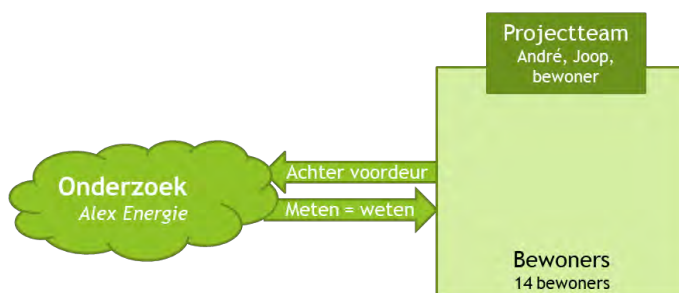 Projectteam
André, Joop,
bewoner
Achter voordeur
Onderzoek
Alex Energie
Meten = weten
Bewoners
14 bewoners